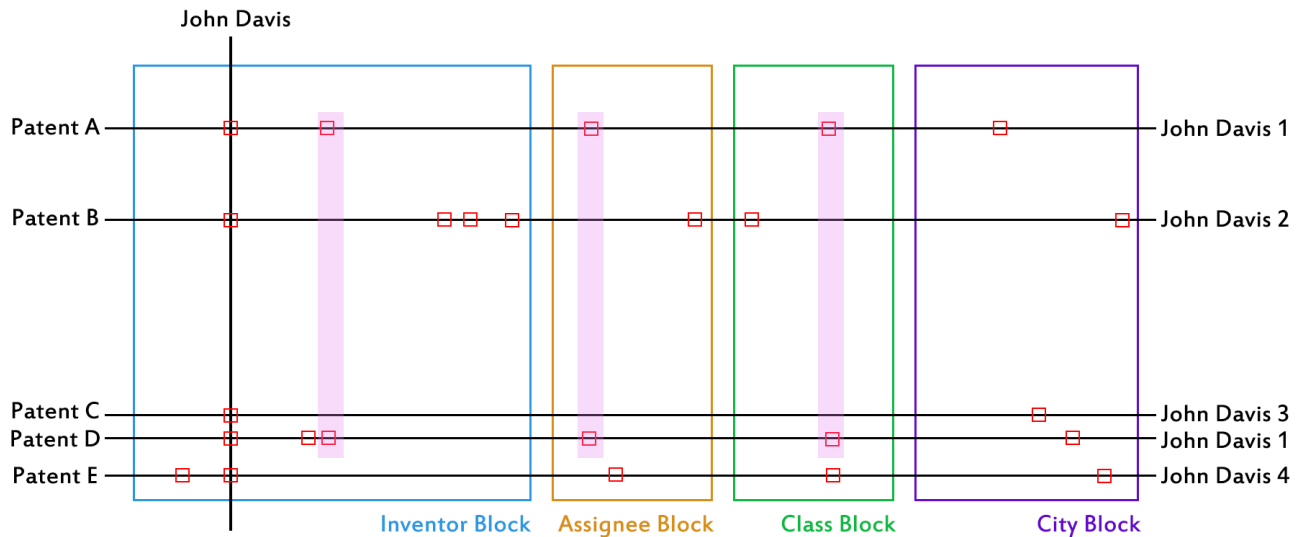 John Davis
Patent A
John Davis 1
Patent B
John Davis 2
Patent C
John Davis 3
Patent D
John Davis 1
Patent E
John Davis 4
Inventor Block
Assignee Block
Class Block
City Block